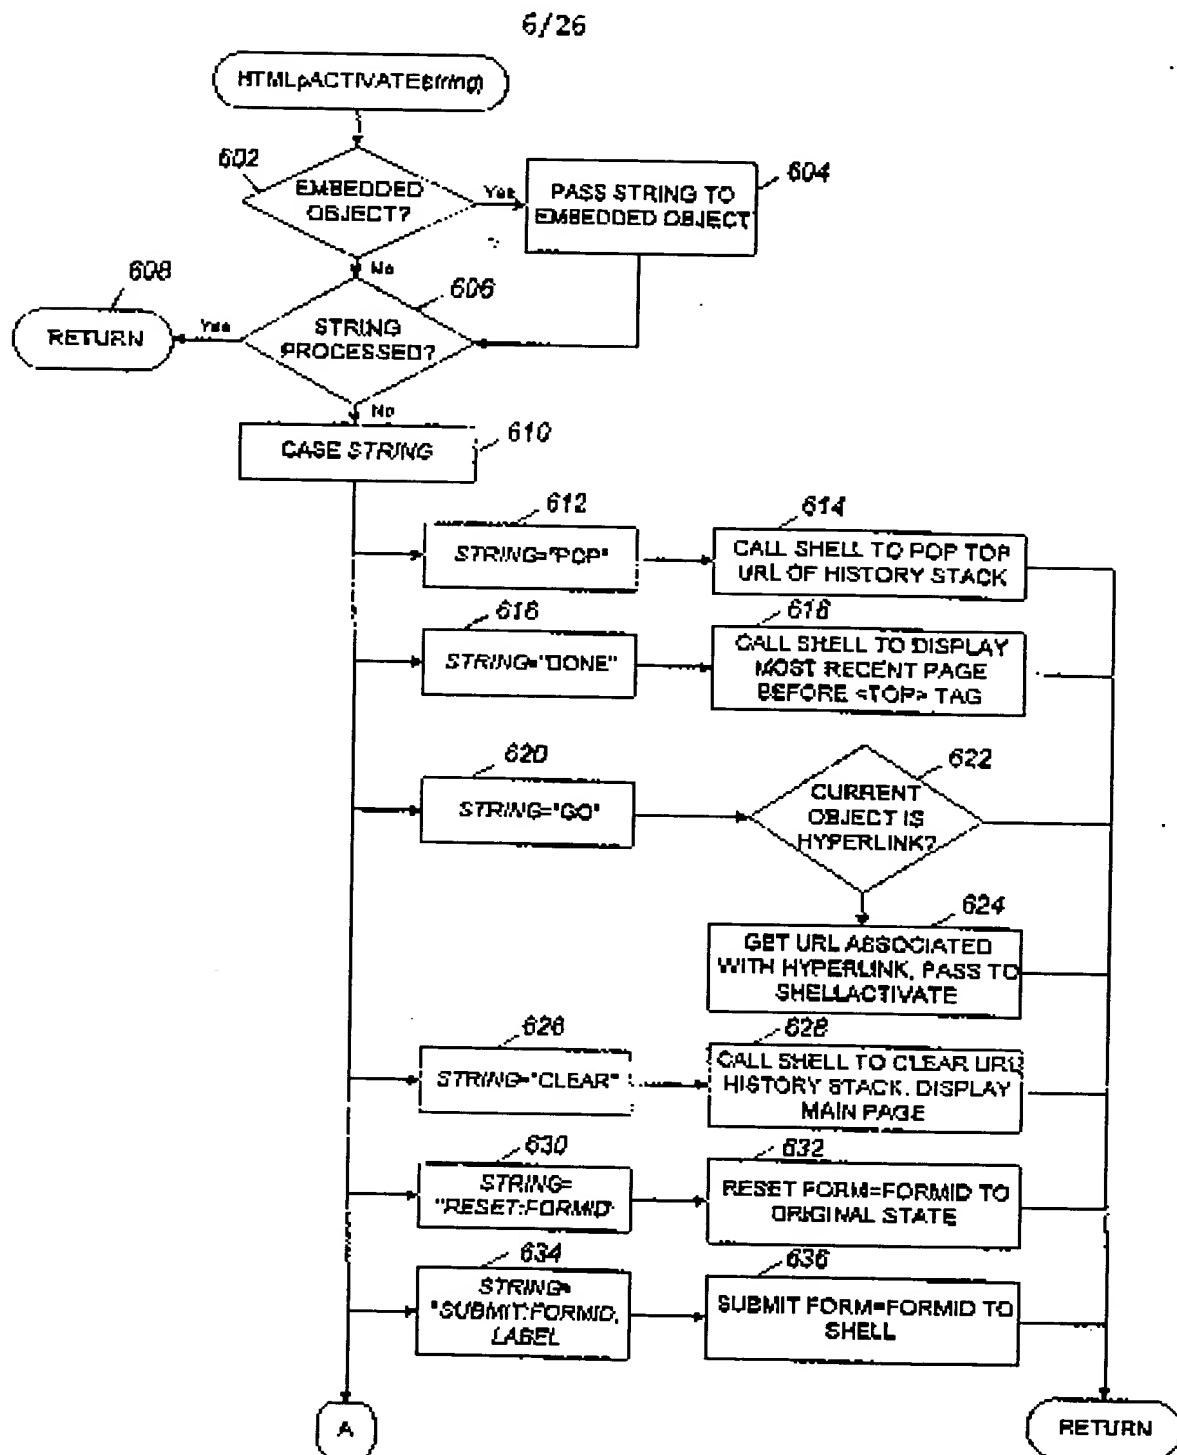 6/26
HTMLpACTIVATE(string)
602
EMBEDDED
OBJECT?
Yes
PASS STRING TO
EMBEDDED OBJECT
604
No
608
606
RETURN
Yes
STRING
PROCESSED?
No
CASE STRING
610
612
STRING="POP"
614
CALL SHELL TO POP TOP
URL OF HISTORY STACK
616
STRING="DONE"
618
CALL SHELL TO DISPLAY
MOST RECENT PAGE
BEFORE <TOP> TAG
620
STRING="GO"
622
CURRENT
OBJECT IS
HYPERLINK?
624
GET URL ASSOCIATED
WITH HYPERLINK, PASS TO
SHELLACTIVATE
626
STRING="CLEAR"
628
CALL SHELL TO CLEAR URL
HISTORY STACK, DISPLAY
MAIN PAGE
630
STRING=
"RESET:FORMID"
632
RESET FORM=FORMID TO
ORIGINAL STATE
634
STRING=
"SUBMIT:FORMID,
LABEL
636
SUBMIT FORM=FORMID TO
SHELL
A
RETURN